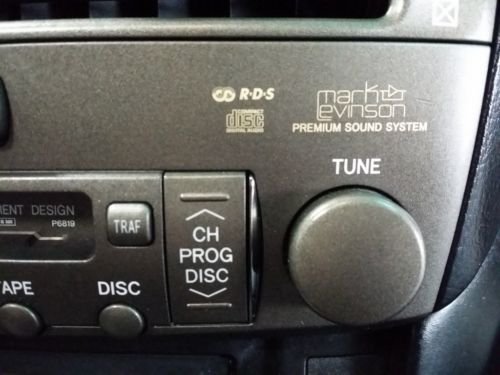 R·D·S
COMPACT
disc
DIGITAL AUDIO
mark
levinson
PREMIUM SOUND SYSTEM
TUNE
MENT DESIGN
P6819
TRAF
CH
PROG
DISC
TAPE
DISC